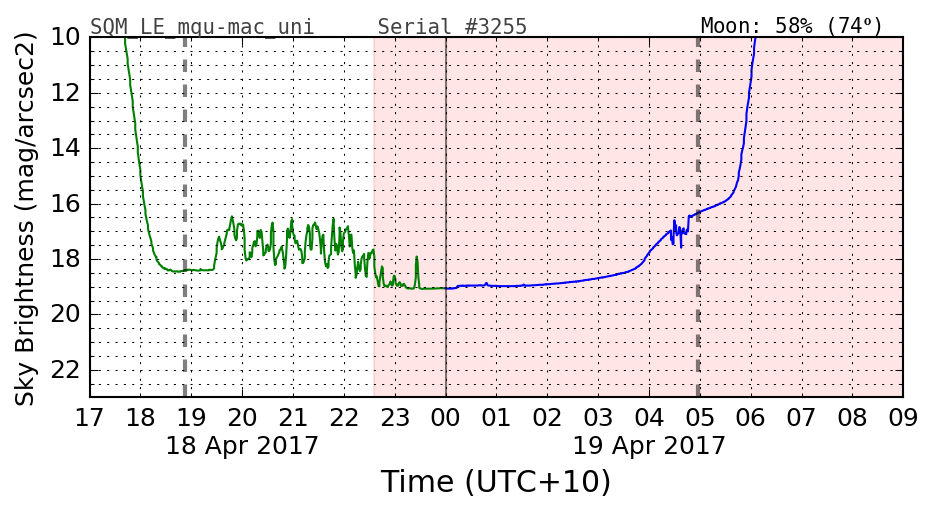 SQM_LE_mqu-mac_uni Serial #3255 Moon: 58% (74°)
10
12
14
16
18
20
22
Sky Brightness (mag/arcsec2)
17 18 19 20 21 22 23 00 01 02 03 04 05 06 07 08 09
18 Apr 2017 19 Apr 2017
Time (UTC+10)